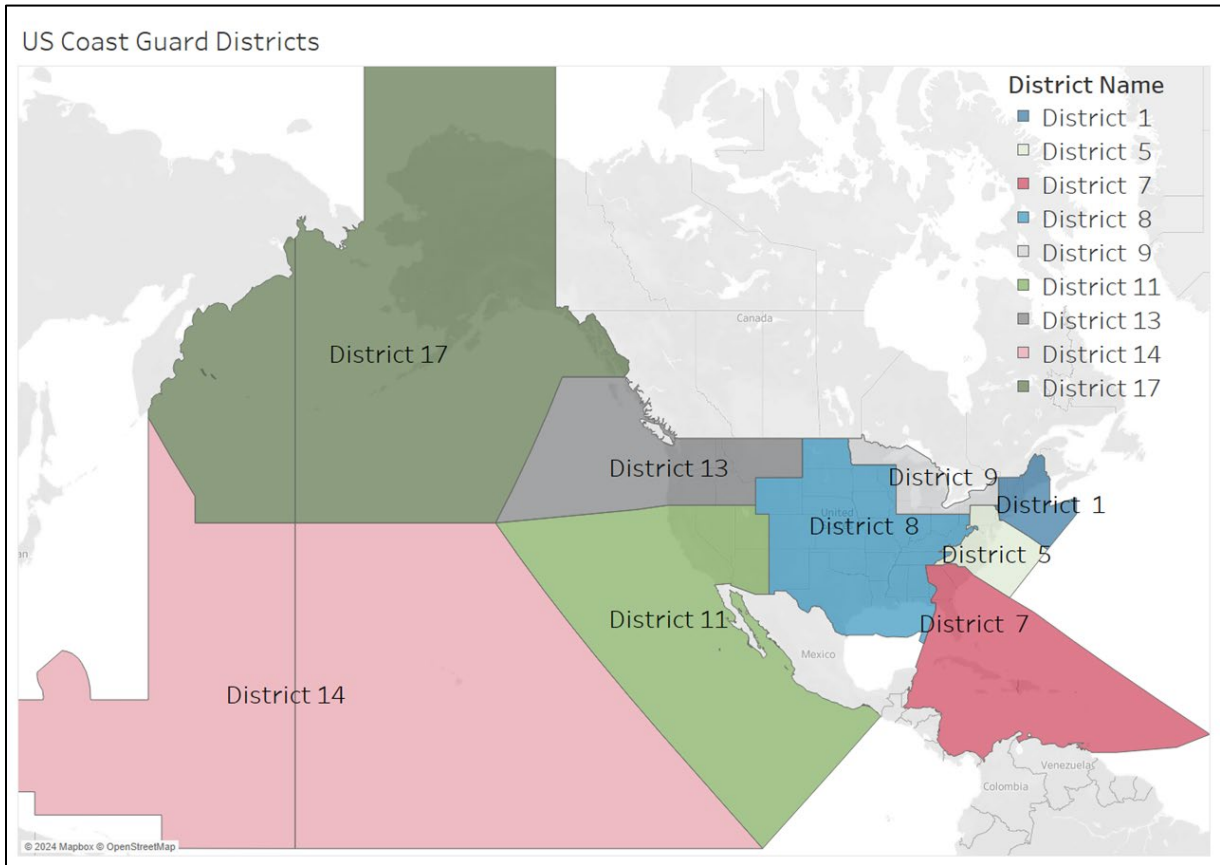 US Coast Guard Districts
District Name
District 1
District 5
District 7
District 8
District 9
District 11
District 13
District 14
District 17
Canada
District 17
District 13
District 9
District 1
United
District 8
District 5
District 11
District 7
Mexico
District 14
Venezuela
Colombia
© 2024 Mapbox © OpenStreetMap